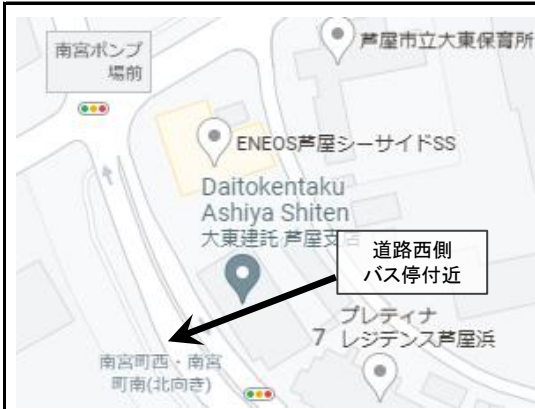 南宮ポンプ
場前
芦屋市立大東保育所
ENEOS芦屋シーサイドSS
Daitokentaku
Ashiya Shiten
大東建託 芦屋支店
道路西側
バス停付近
プレティナ
7 レジデンス芦屋浜
南宮町西・南宮
町南(北向き)